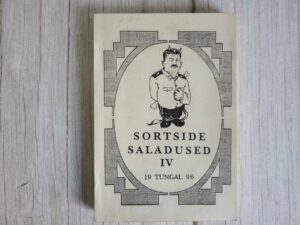 SORTSIDE
SALADUSED
IV
19 TUNGAL 96